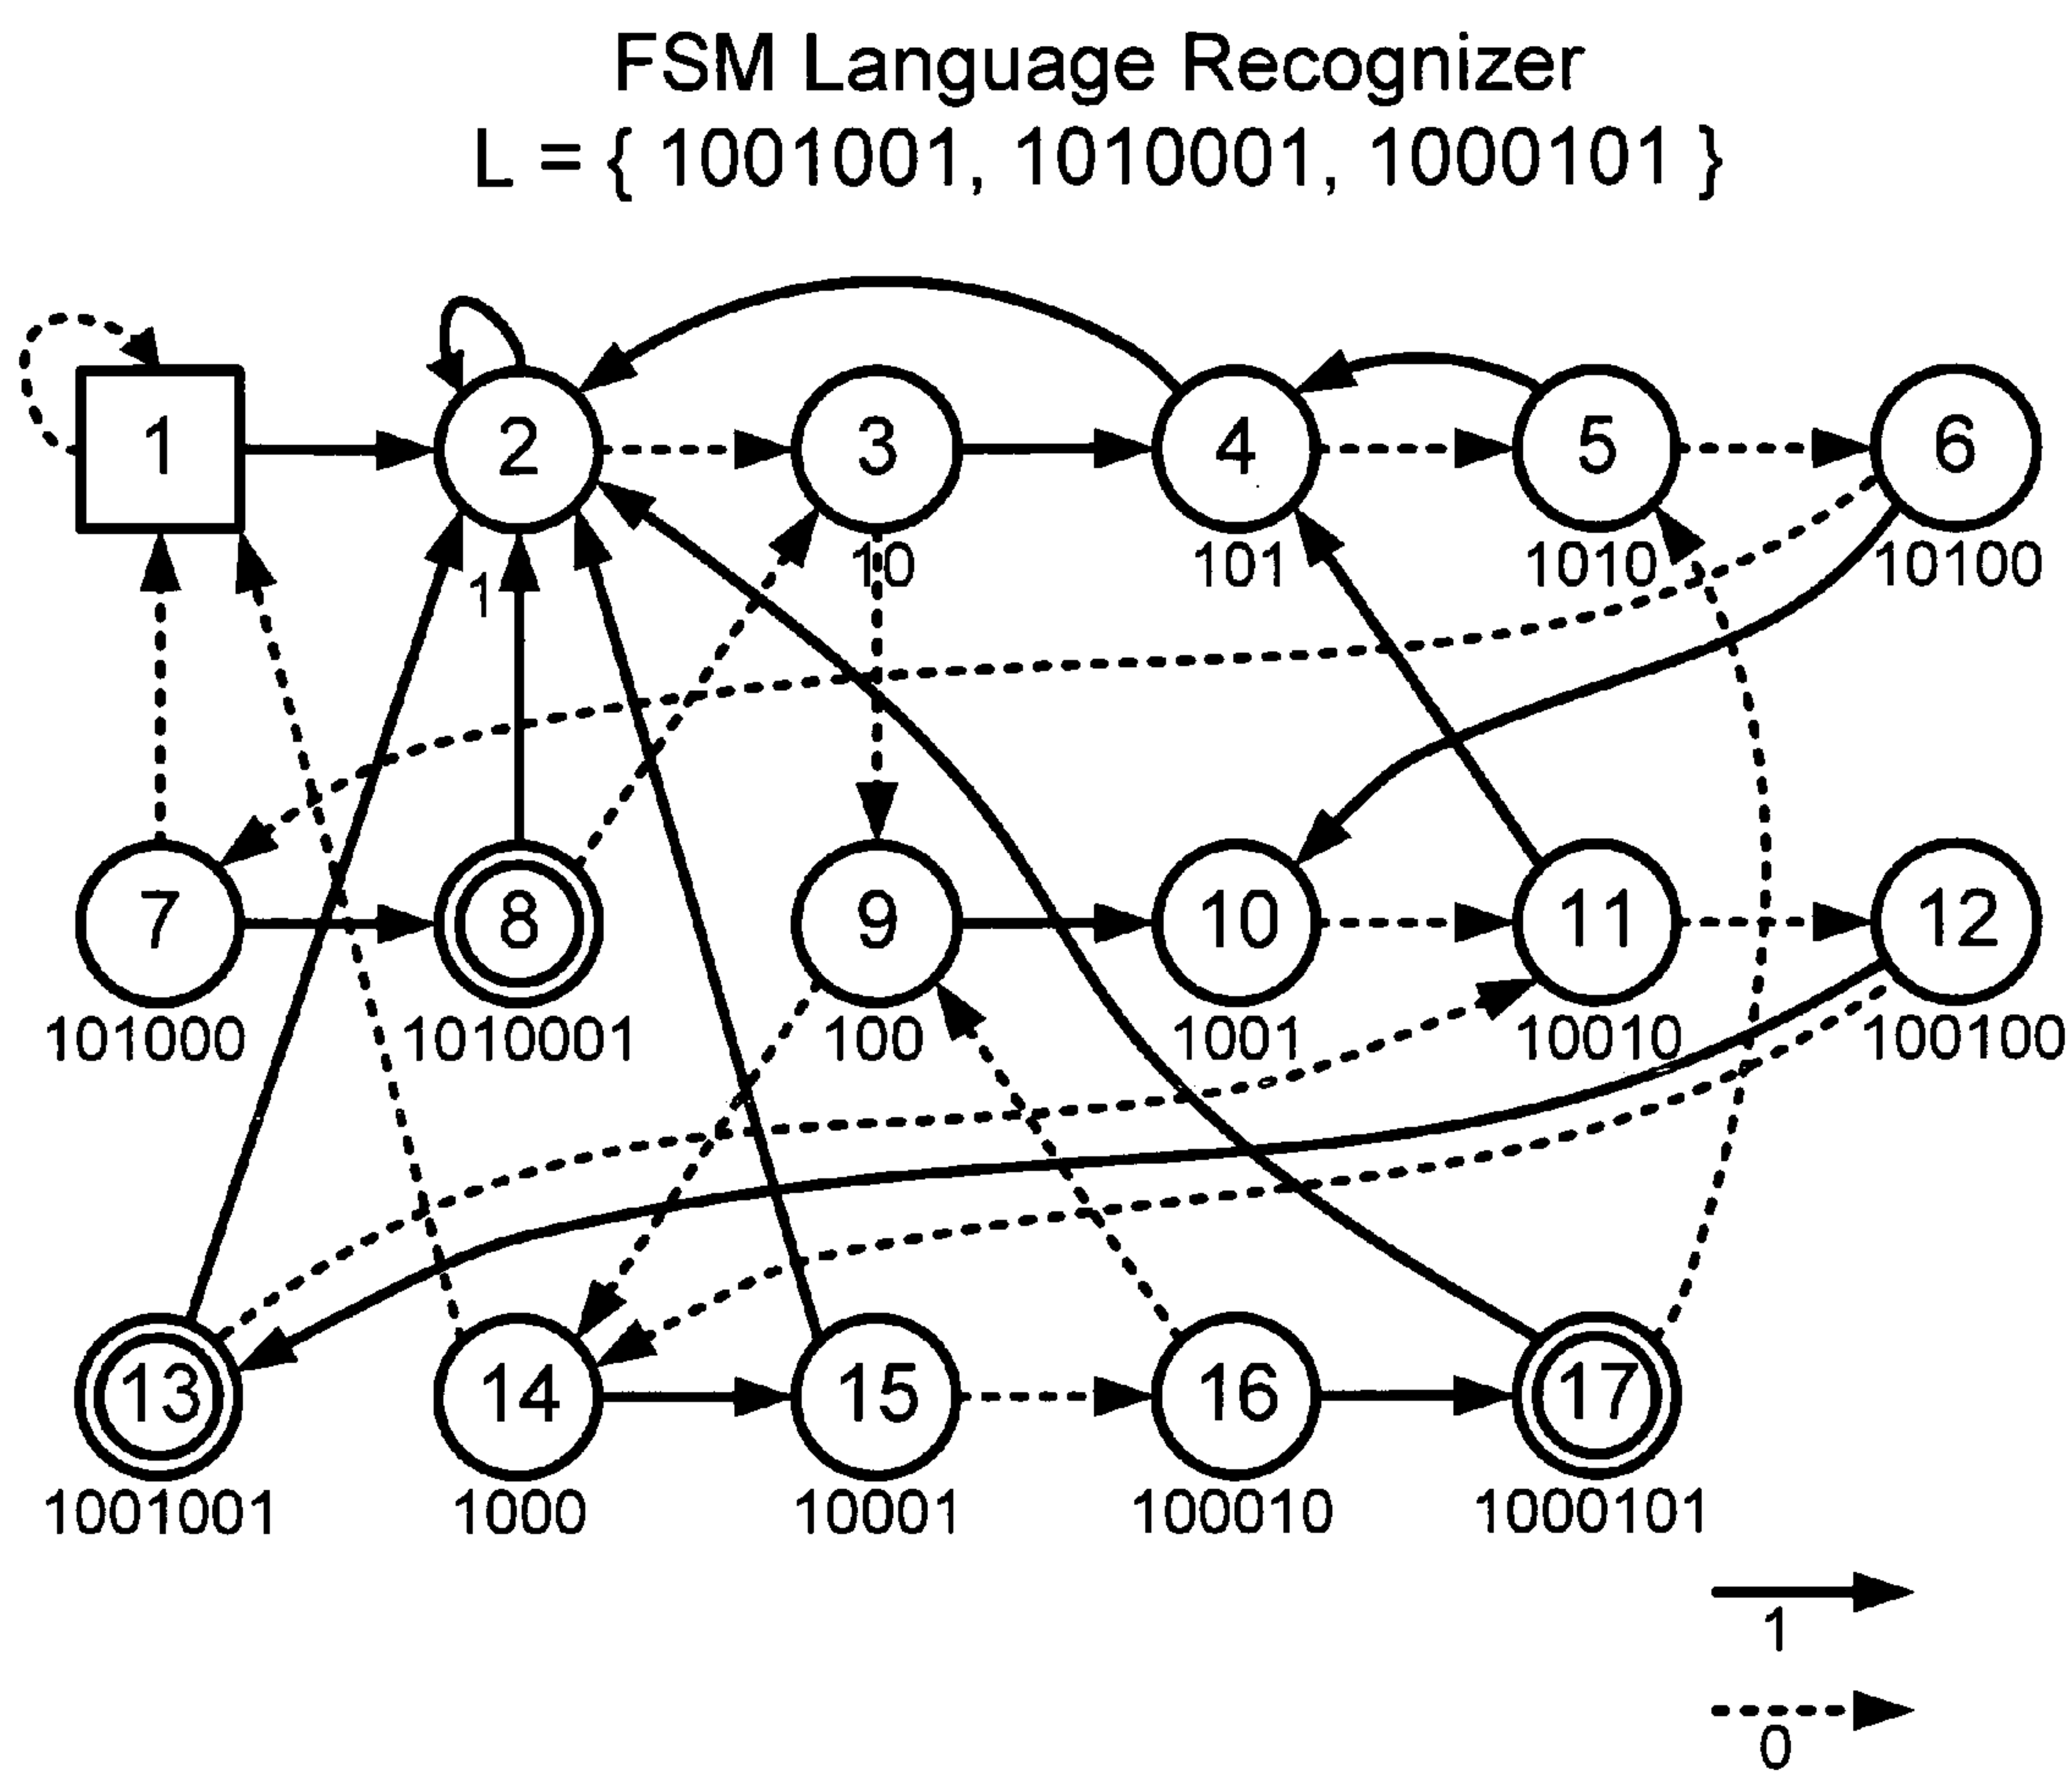 FSM Language Recognizer
L = { 1001001, 1010001, 1000101 }
1 2 3 4 5 6
1 10 101 1010 10100
7 8 9 10 11 12
101000 1010001 100 1001 10010 100100
13 14 15 16 17
1001001 1000 10001 100010 1000101
1
0